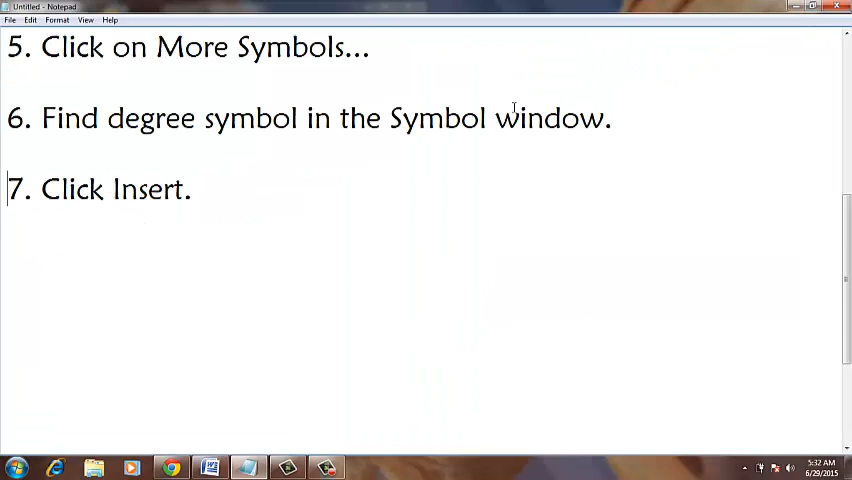 Untitled - Notepad
File Edit Format View Help
5. Click on More Symbols...
6. Find degree symbol in the Symbol window.
7. Click Insert.
5:32 AM
6/29/2015